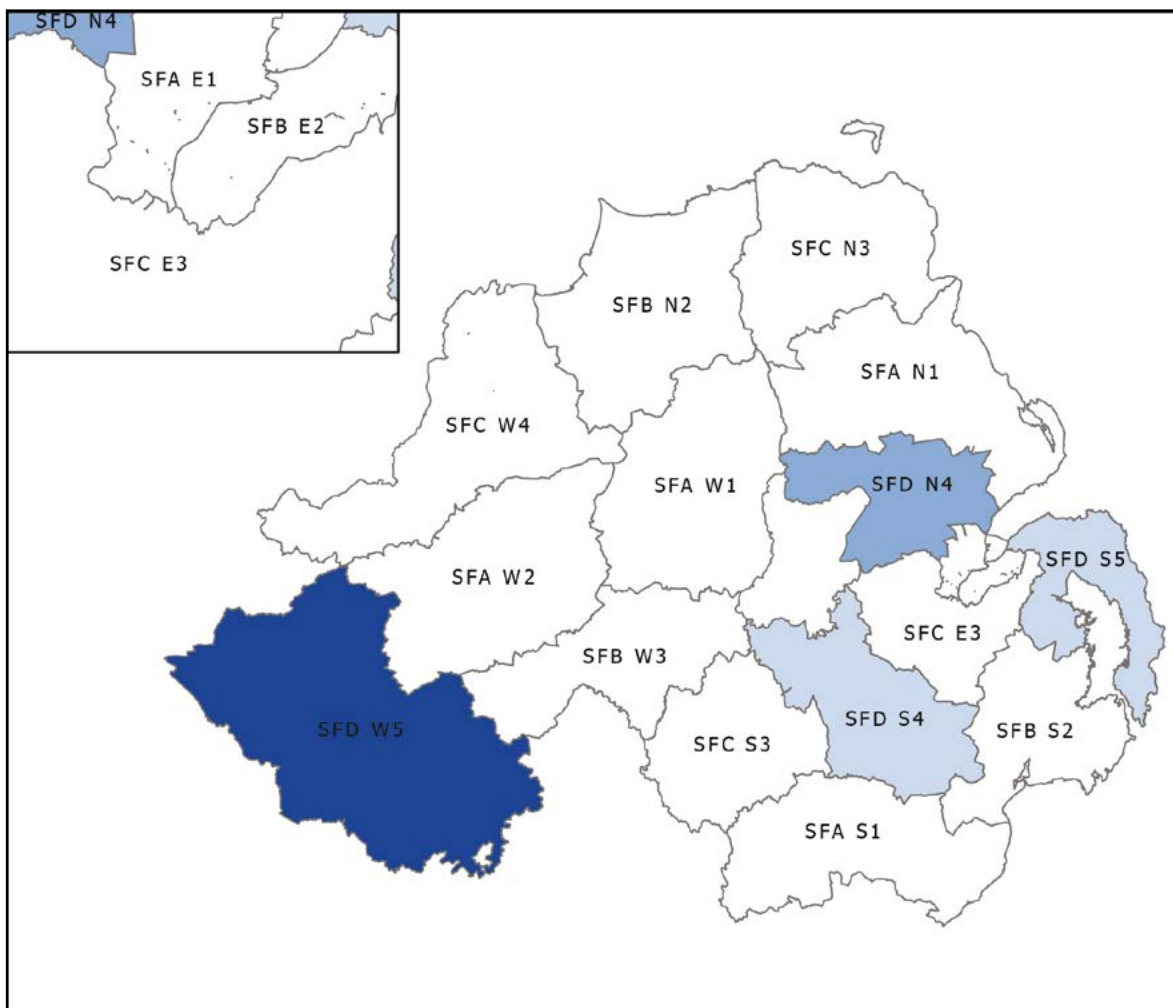 SFD N4
SFA E1
SFB E2
SFC E3
SFC N3
SFB N2
SFA N1
SFC W4
SFA W1
SFD N4
SFD S5
SFA W2
SFC E3
SFB W3
SFD W5
SFD S4
SFB S2
SFC S3
SFA S1